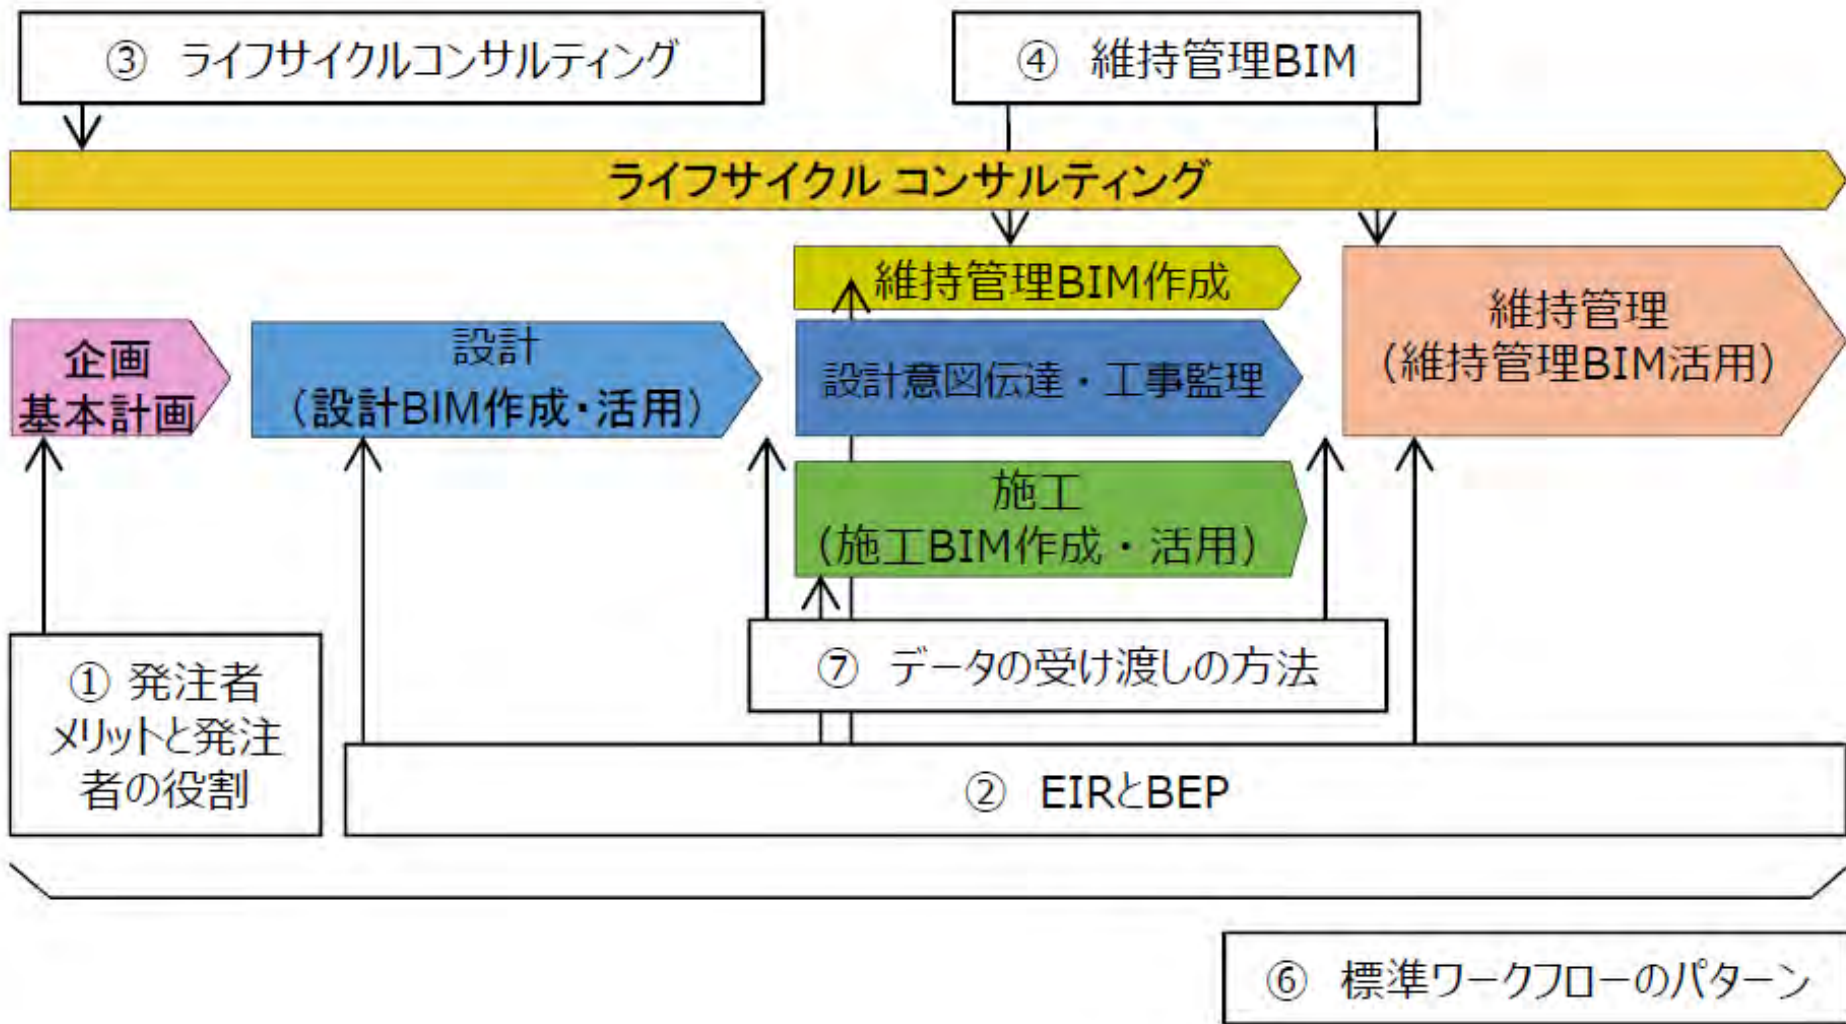 ③ ライフサイクルコンサルティング
④ 維持管理BIM
ライフサイクル コンサルティング
維持管理BIM作成
企画
基本計画
設計
（設計BIM作成・活用）
設計意図伝達・工事監理
維持管理
（維持管理BIM活用）
施工
（施工BIM作成・活用）
① 発注者
メリットと発注
者の役割
⑦ データの受け渡しの方法
② EIRとBEP
⑥ 標準ワークフローのパターン